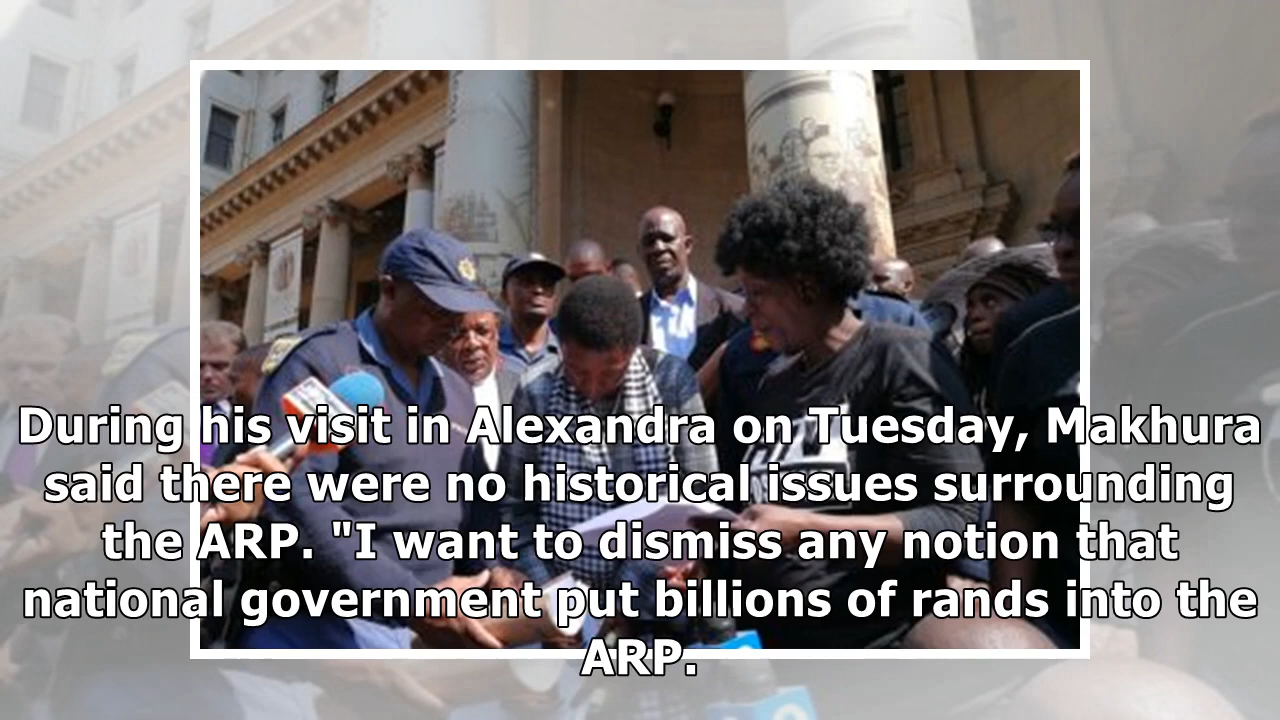 During his visit in Alexandra on Tuesday, Makhura
said there were no historical issues surrounding
the ARP. "I want to dismiss any notion that
national government put billions of rands into the
ARP.